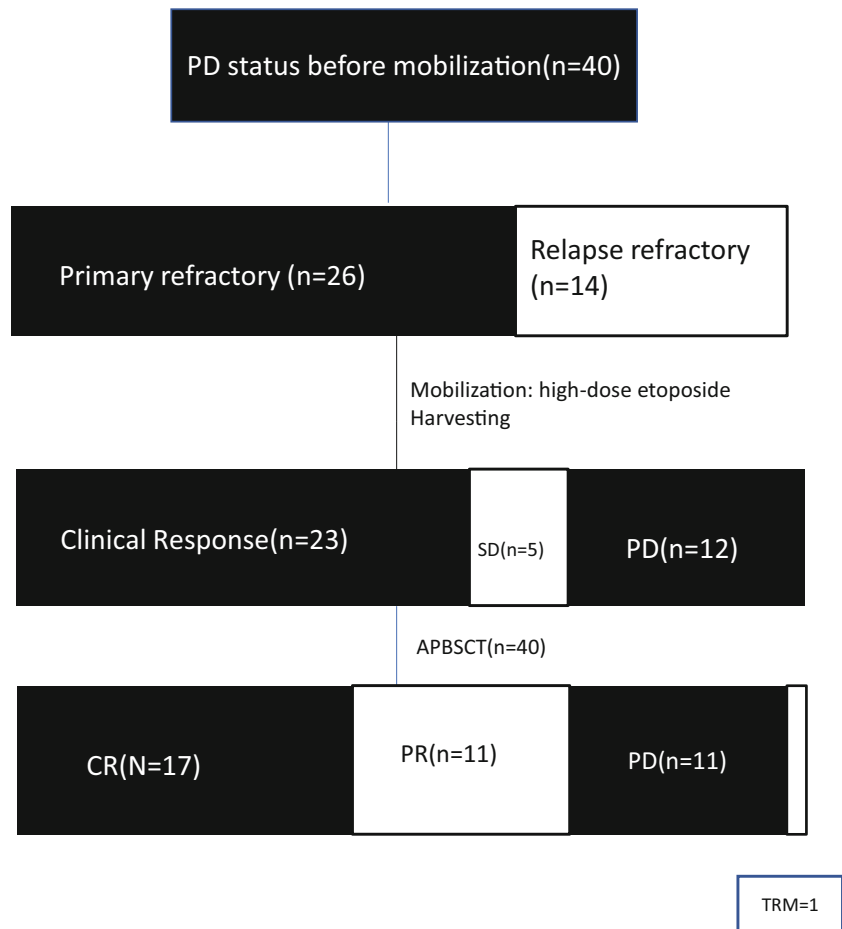 PD status before mobilization(n=40)
Primary refractory (n=26)
Relapse refractory
(n=14)
Mobilization: high-dose etoposide
Harvesting
Clinical Response(n=23)
SD(n=5)
PD(n=12)
APBSCT(n=40)
CR(N=17)
PR(n=11)
PD(n=11)
TRM=1